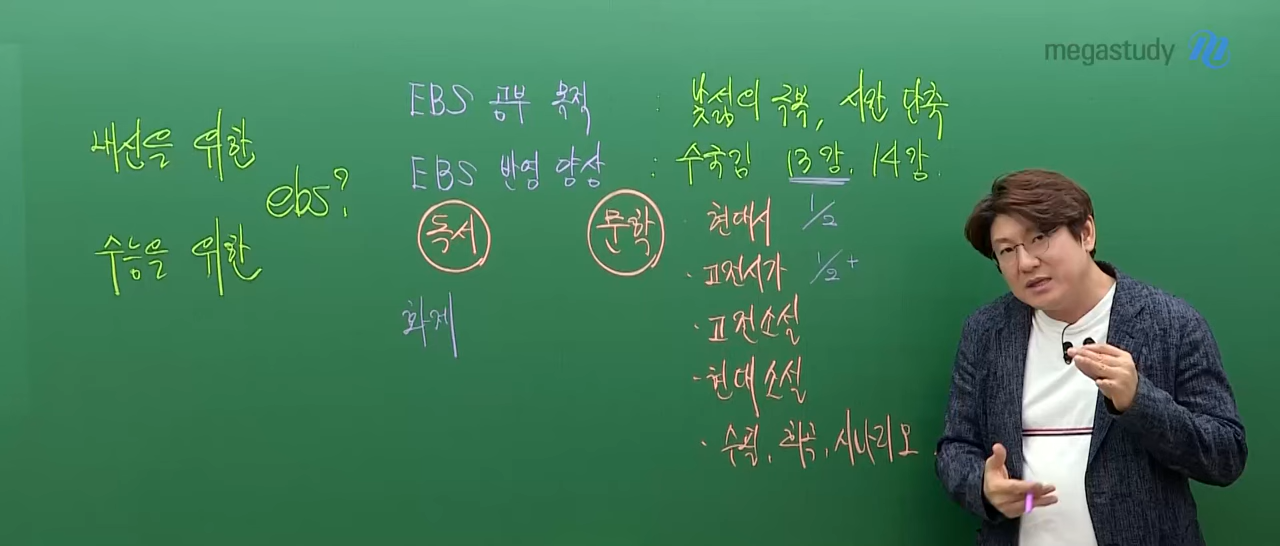 megastudy
내신을 위한
ebs?
수능을 위한
EBS 공부 목적 : 낯섦의 극복, 시간 단축
EBS 반영 양상 : 수국김 13강, 14강.
독서
화제
문학
· 현대시 1/2
· 고전시가 1/2+
· 고전소설
· 현대소설
· 수필, 희곡, 시나리오